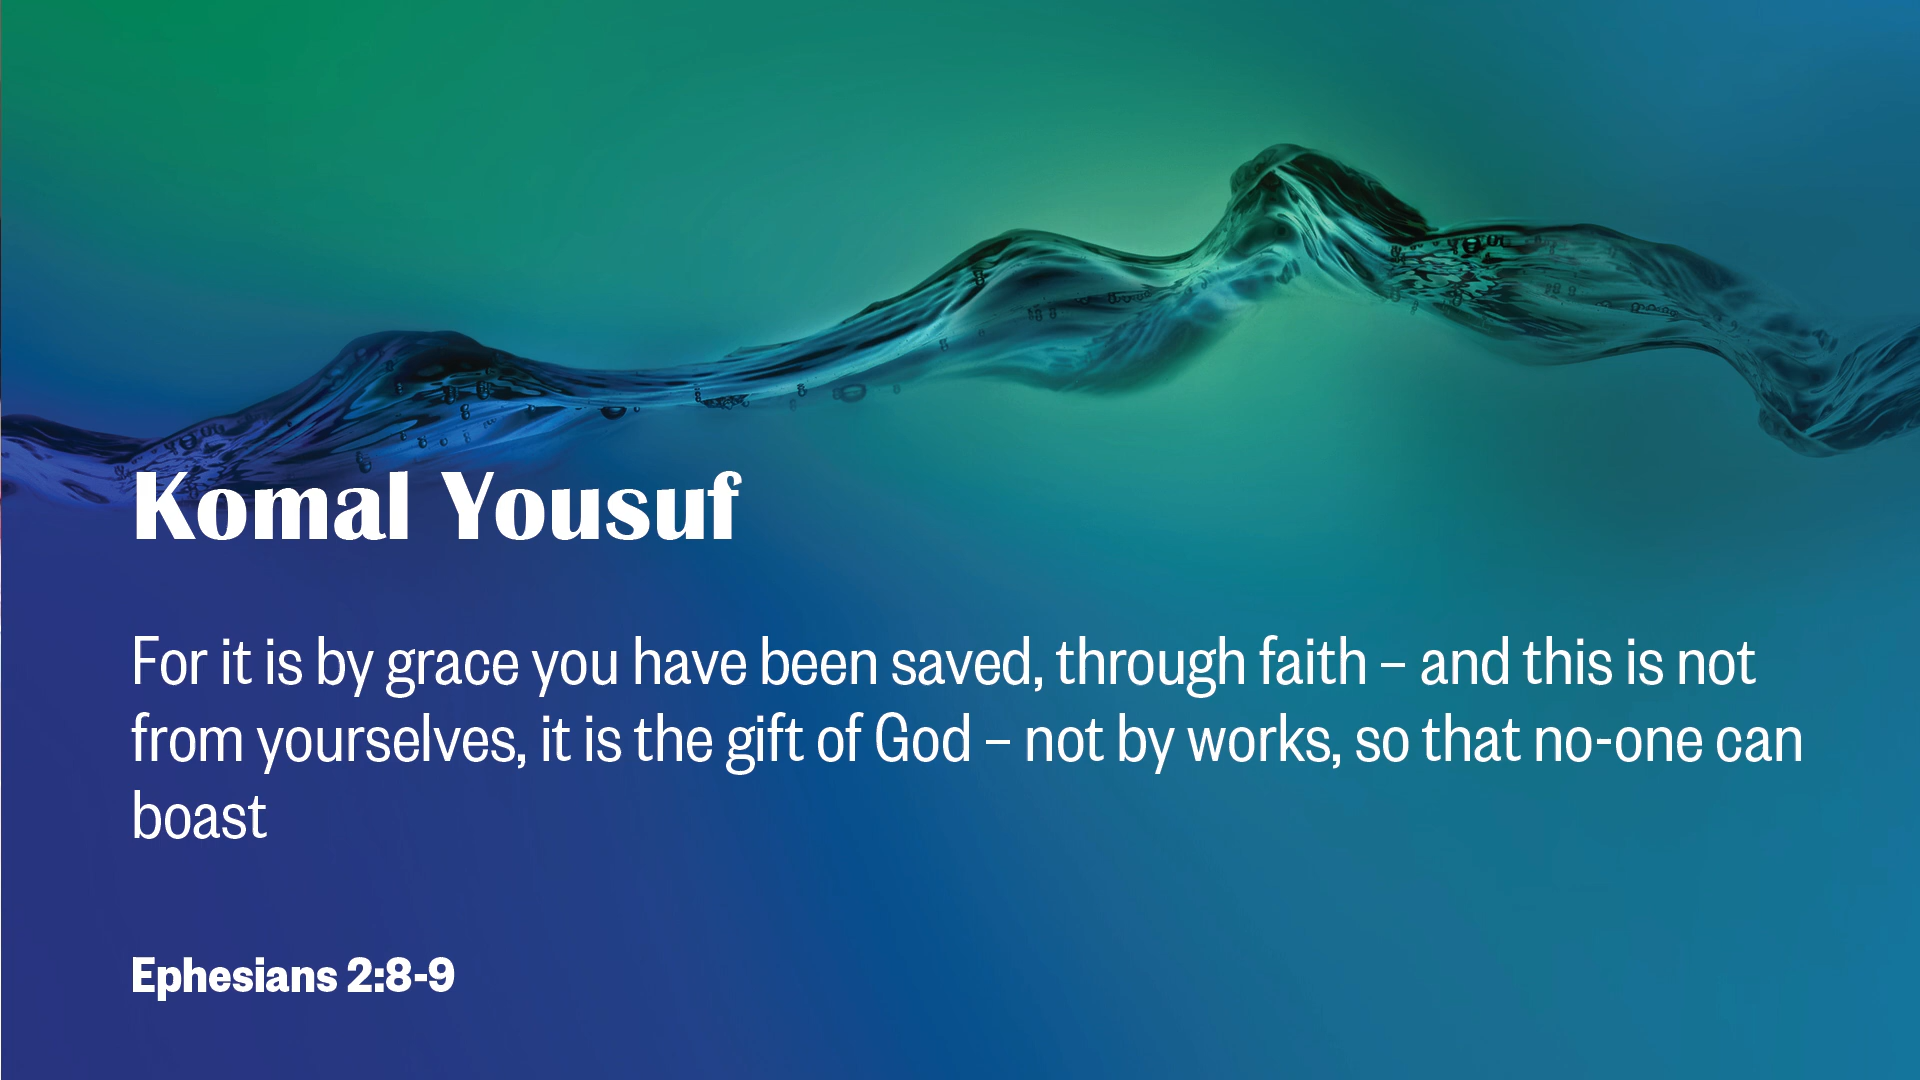 Komal Yousuf
For it is by grace you have been saved, through faith – and this is not
from yourselves, it is the gift of God – not by works, so that no-one can
boast
Ephesians 2:8-9